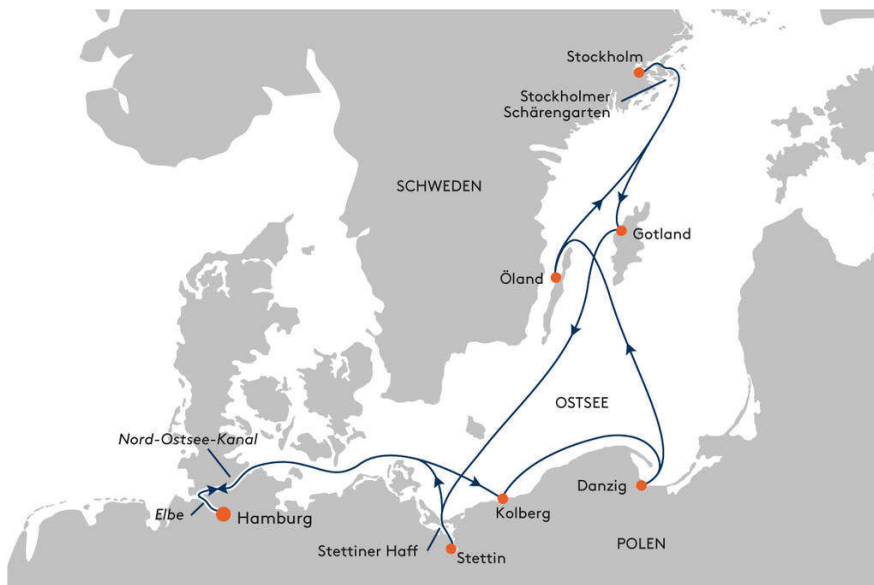 Stockholm
Stockholmer
Schärengarten
SCHWEDEN
Gotland
Öland
OSTSEE
Nord-Ostsee-Kanal
Elbe
Hamburg
Danzig
Kolberg
Stettiner Haff
Stettin
POLEN